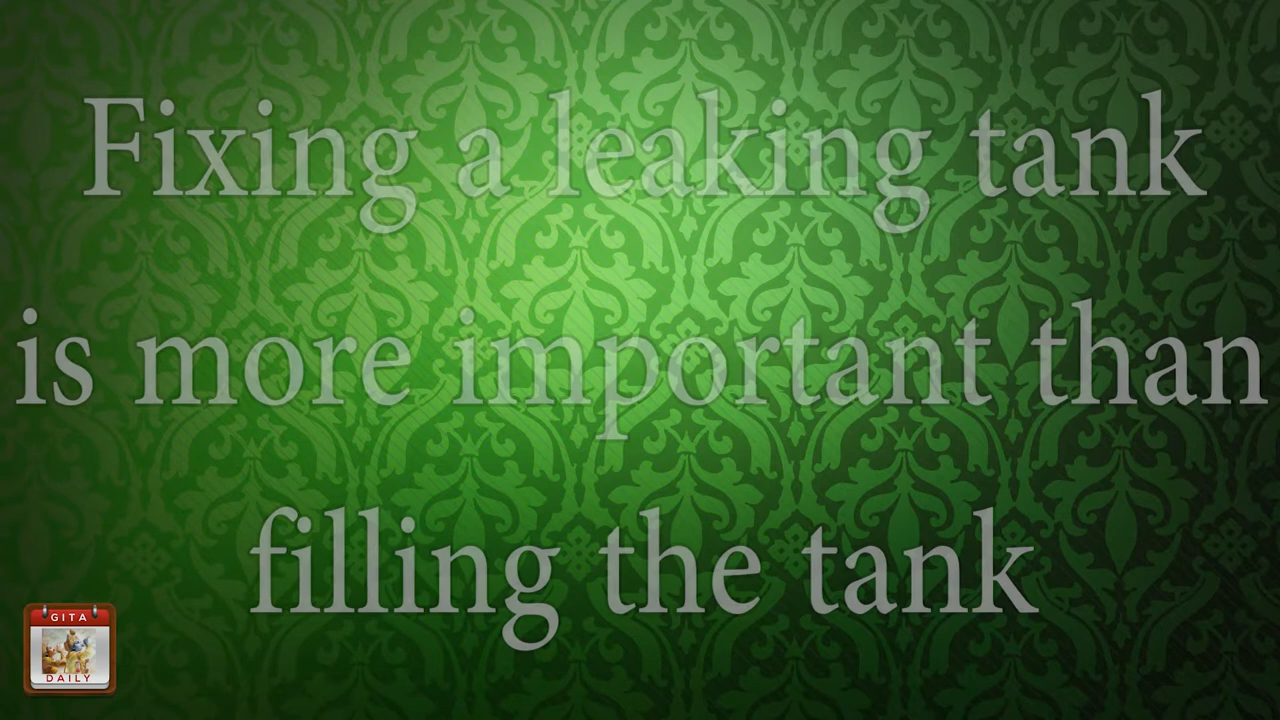 Fixing a leaking tank
is more important than
filling the tank
GITA
DAILY